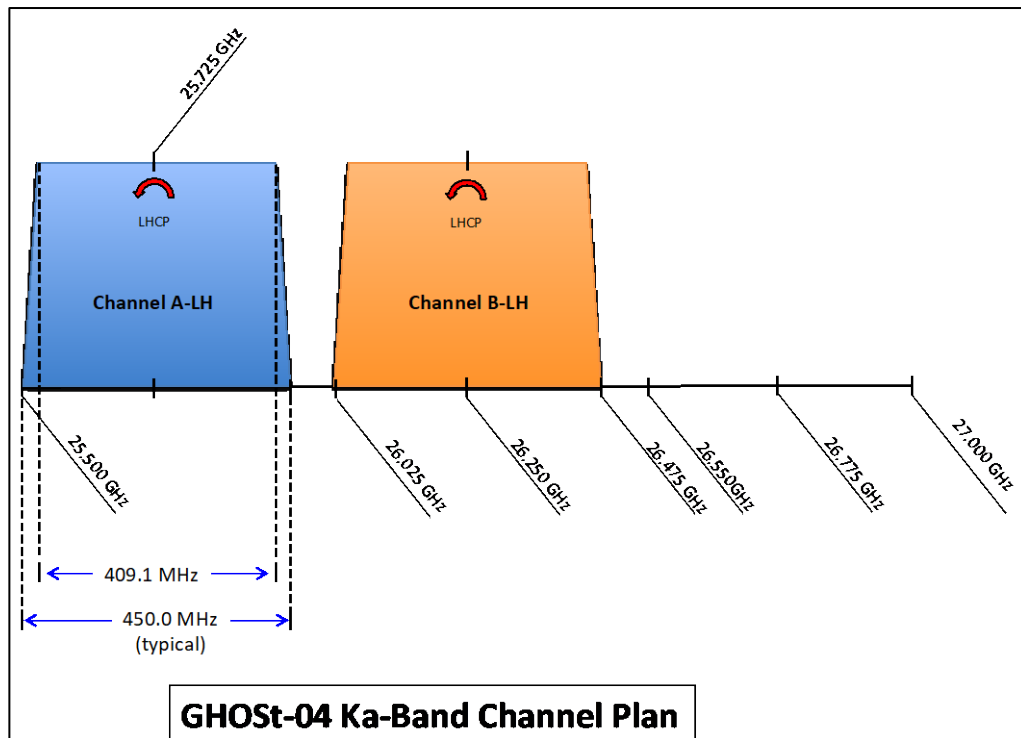 25.725 GHz
LHCP
LHCP
Channel A-LH
Channel B-LH
25.500 GHz
26.025 GHz
26.250 GHz
26.475 GHz
26.550GHz
26.775 GHz
27.000 GHz
409.1 MHz
450.0 MHz
(typical)
GHOSt-04 Ka-Band Channel Plan